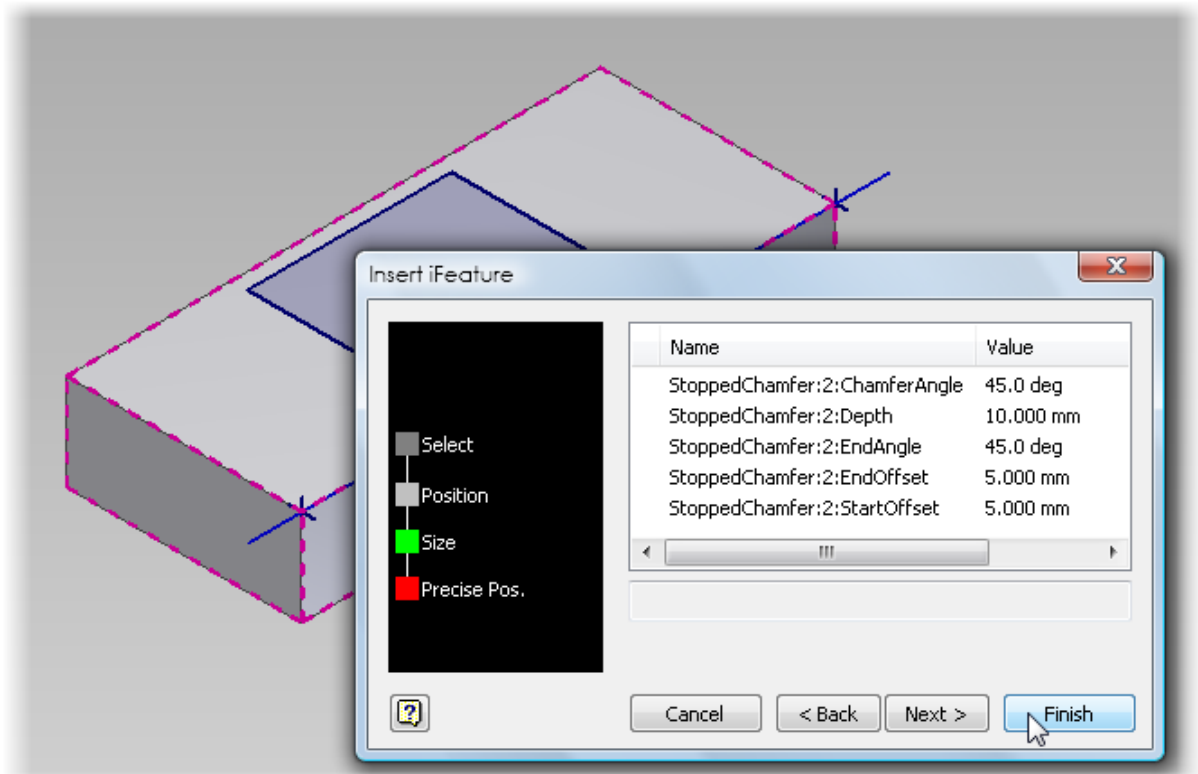 Insert iFeature
Select
Position
Size
Precise Pos.
Name Value
StoppedChamfer:2:ChamferAngle 45.0 deg
StoppedChamfer:2:Depth 10.000 mm
StoppedChamfer:2:EndAngle 45.0 deg
StoppedChamfer:2:EndOffset 5.000 mm
StoppedChamfer:2:StartOffset 5.000 mm
Cancel < Back Next > Finish